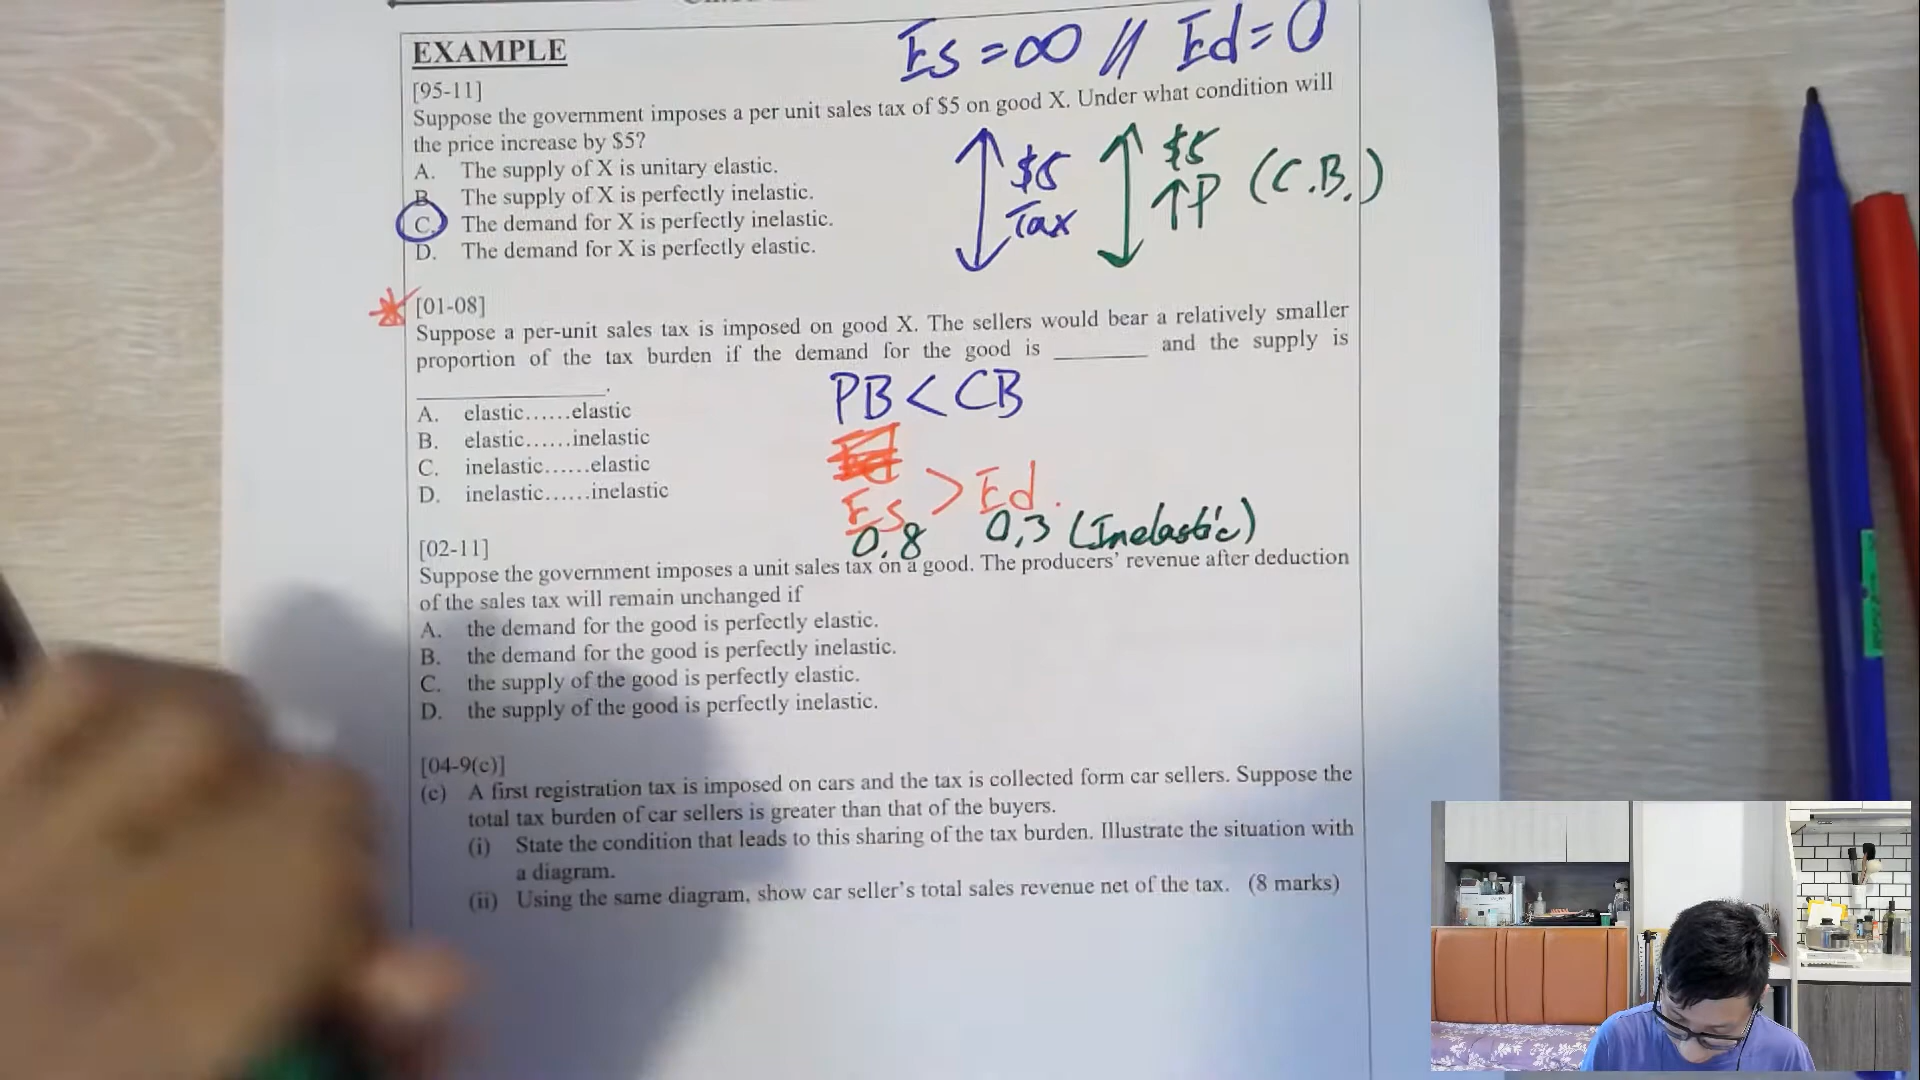 EXAMPLE
Es = ∞ // Ed = 0
[95-11]
Suppose the government imposes a per unit sales tax of $5 on good X. Under what condition will
the price increase by $5?
A. The supply of X is unitary elastic.
B. The supply of X is perfectly inelastic.
C. The demand for X is perfectly inelastic.
D. The demand for X is perfectly elastic.
$5
Tax
$5
↑P (C.B.)
[01-08]
Suppose a per-unit sales tax is imposed on good X. The sellers would bear a relatively smaller
proportion of the tax burden if the demand for the good is ________ and the supply is
________________.
A. elastic……elastic
B. elastic……inelastic
C. inelastic……elastic
D. inelastic……inelastic
PB < CB
Es > Ed.
0.8 0.3 (Inelastic)
[02-11]
Suppose the government imposes a unit sales tax on a good. The producers' revenue after deduction
of the sales tax will remain unchanged if
A. the demand for the good is perfectly elastic.
B. the demand for the good is perfectly inelastic.
C. the supply of the good is perfectly elastic.
D. the supply of the good is perfectly inelastic.
[04-9(c)]
(c) A first registration tax is imposed on cars and the tax is collected form car sellers. Suppose the
total tax burden of car sellers is greater than that of the buyers.
(i) State the condition that leads to this sharing of the tax burden. Illustrate the situation with
a diagram.
(ii) Using the same diagram, show car seller's total sales revenue net of the tax. (8 marks)